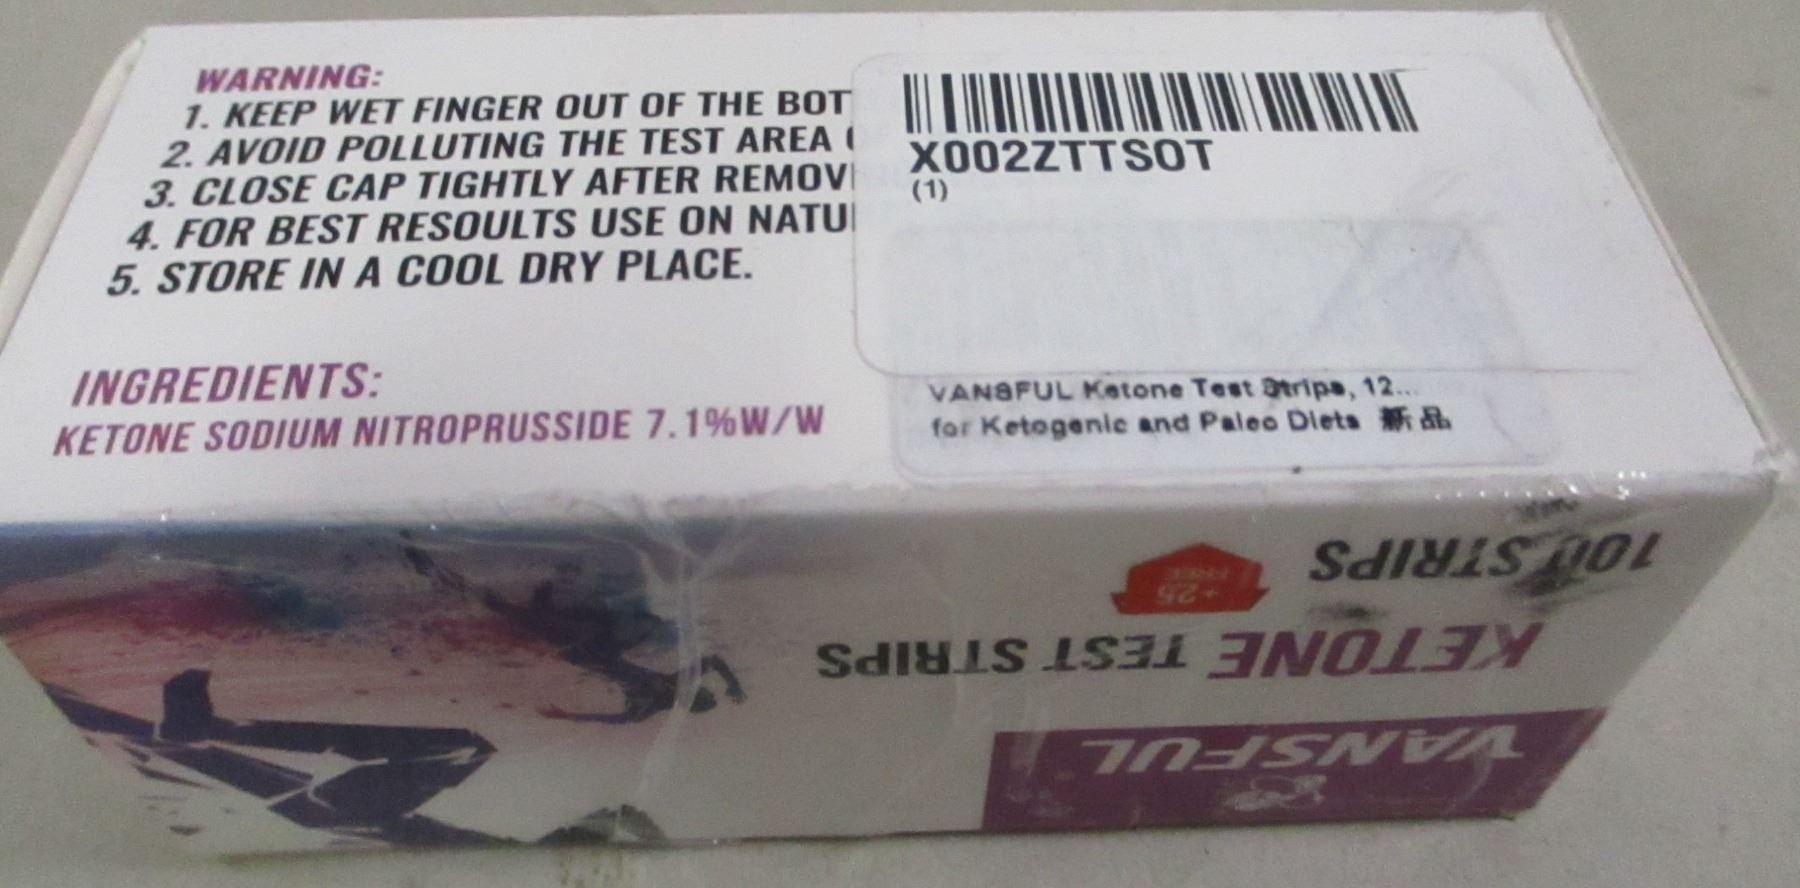 WARNING:
1. KEEP WET FINGER OUT OF THE BOT
2. AVOID POLLUTING THE TEST AREA
3. CLOSE CAP TIGHTLY AFTER REMOV
4. FOR BEST RESOULTS USE ON NATU
5. STORE IN A COOL DRY PLACE.
INGREDIENTS:
KETONE SODIUM NITROPRUSSIDE 7.1%W/W
X002ZTTSOT
(1)
VANSFUL Ketone Test Strips, 12...
for Ketogenic and Paleo Diets 新品
VANSFUL
KETONE TEST STRIPS
100 STRIPS
+25
FREE